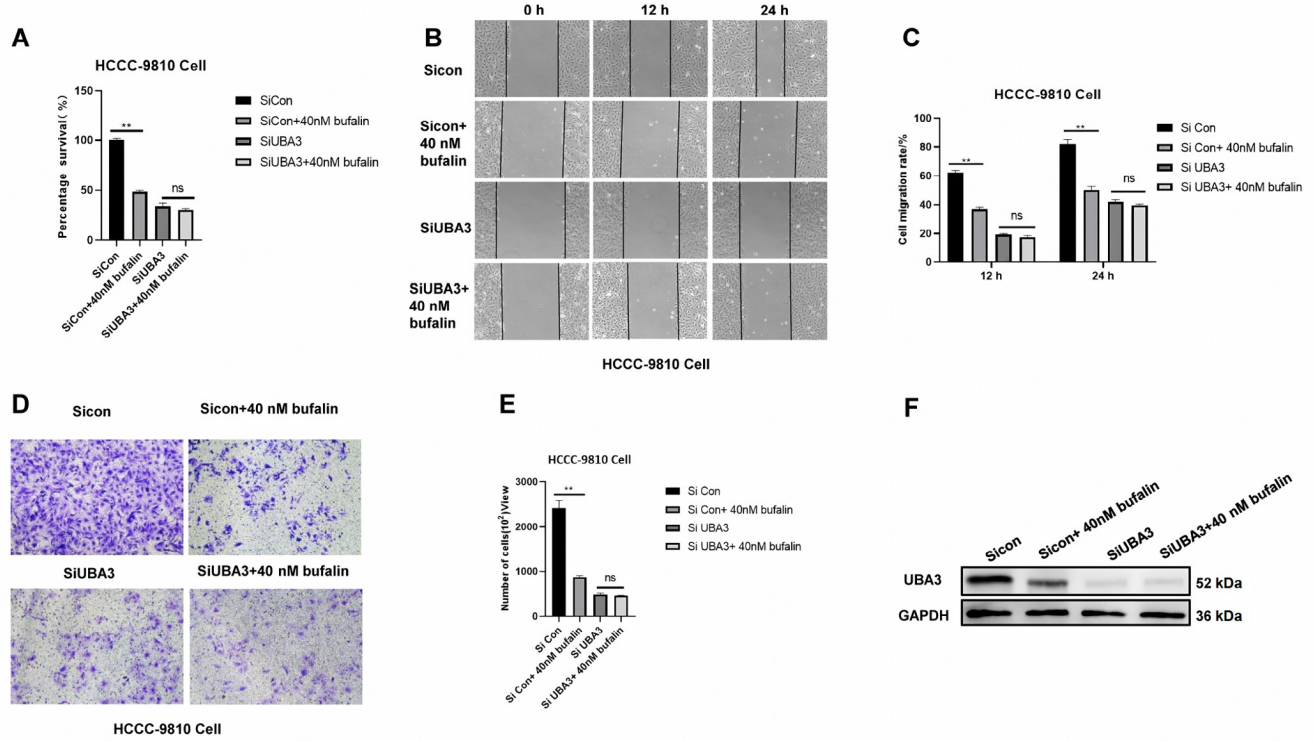 A
HCCC-9810 Cell
Percentage survival( %)
150
100
50
0
**
ns
SiCon
SiCon+40nM bufalin
SiUBA3
SiUBA3+40nM bufalin
SiCon
SiCon+40nM bufalin
SiUBA3
SiUBA3+40nM bufalin
B
0 h
12 h
24 h
Sicon
Sicon+
40 nM
bufalin
SiUBA3
SiUBA3+
40 nM
bufalin
HCCC-9810 Cell
C
HCCC-9810 Cell
Cell migration rate/%
100
80
60
40
20
0
**
ns
**
ns
12 h
24 h
Si Con
Si Con+ 40nM bufalin
Si UBA3
Si UBA3+ 40nM bufalin
D
Sicon
Sicon+40 nM bufalin
SiUBA3
SiUBA3+40 nM bufalin
HCCC-9810 Cell
E
HCCC-9810 Cell
Number of cells(10²)View
3000
2000
1000
0
**
ns
Si Con
Si Con+ 40nM bufalin
Si UBA3
Si UBA3+ 40nM bufalin
Si Con
Si Con+ 40nM bufalin
Si UBA3
Si UBA3+ 40nM bufalin
F
Sicon
Sicon+ 40nM bufalin
SiUBA3
SiUBA3+40 nM bufalin
UBA3
52 kDa
GAPDH
36 kDa